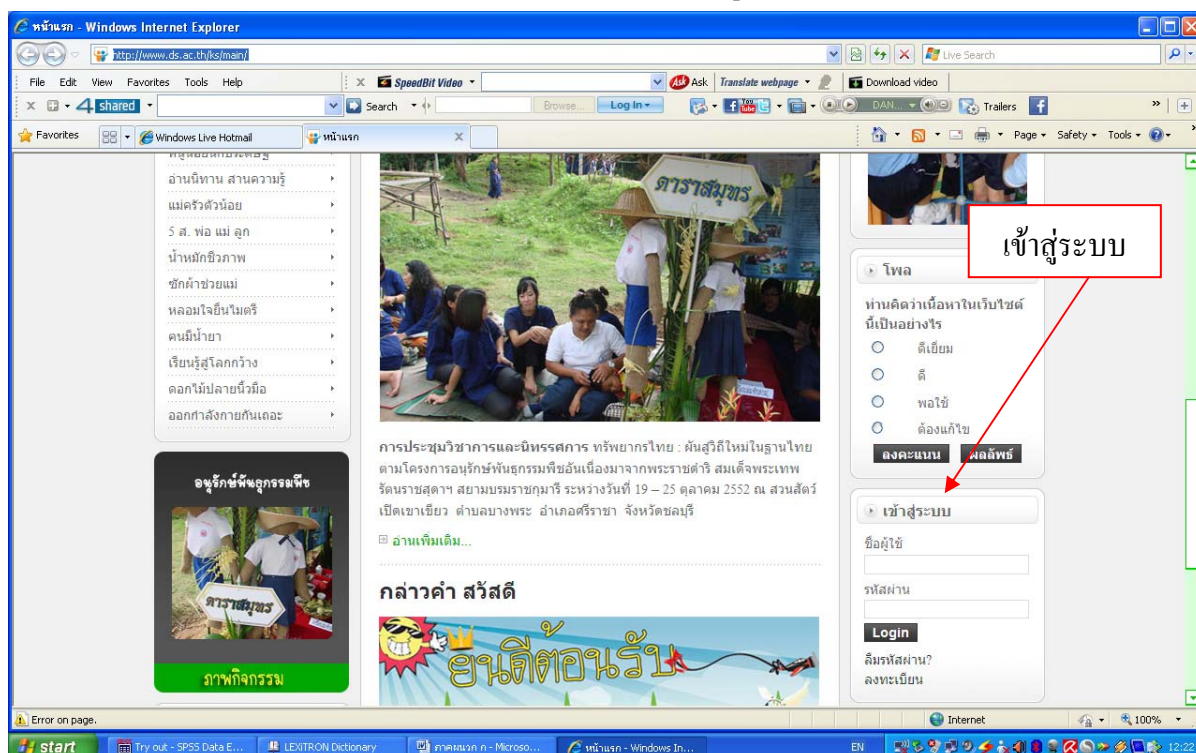 หน้าแรก - Windows Internet Explorer
http://www.ds.ac.th/ks/main/
Live Search
File Edit View Favorites Tools Help
SpeedBit Video
Ask
Translate webpage
Download video
4 shared
Search
Browse...
Log In
You Tube
DAN...
Trailers
Favorites
Windows Live Hotmail
หน้าแรก
Page
Safety
Tools
อ่านนิทาน สานความรู้
แม่ครัวตัวน้อย
5 ส. พ่อ แม่ ลูก
น้ำหมักชีวภาพ
ซักผ้าช่วยแม่
หลอมใจยิ้นไมตรี
คนมีน้ำยา
เรียนรู้สู่โลกกว้าง
ดอกไม้ปลายนิ้วมือ
ออกกำลังกายกันเถอะ
อนุรักษ์พันธุกรรมพืช
ดาราสมุทร
ภาพกิจกรรม
ดาราสมุทร
การประชุมวิชาการและนิทรรศการ ทรัพยากรไทย : ผันสู่วิถีใหม่ในฐานไทย
ตามโครงการอนุรักษ์พันธุกรรมพืชอันเนื่องมาจากพระราชดำริ สมเด็จพระเทพ
รัตนราชสุดาฯ สยามบรมราชกุมารี ระหว่างวันที่ 19 – 25 ตุลาคม 2552 ณ สวนสัตว์
เปิดเขาเขียว ตำบลบางพระ อำเภอศรีราชา จังหวัดชลบุรี
อ่านเพิ่มเติม...
กล่าวคำ สวัสดี
ยินดีต้อนรับ
เข้าสู่ระบบ
โพล
ท่านคิดว่าเนื้อหาในเว็บไซต์
นี้เป็นอย่างไร
ดีเยี่ยม
ดี
พอใช้
ต้องแก้ไข
ลงคะแนน
ผลลัพธ์
เข้าสู่ระบบ
ชื่อผู้ใช้
รหัสผ่าน
Login
ลืมรหัสผ่าน?
ลงทะเบียน
Error on page.
Internet
100%
start
Try out - SPSS Data E...
LEXITRON Dictionary
ภาคผนวก ก - Microso...
หน้าแรก - Windows In...
EN
12:22